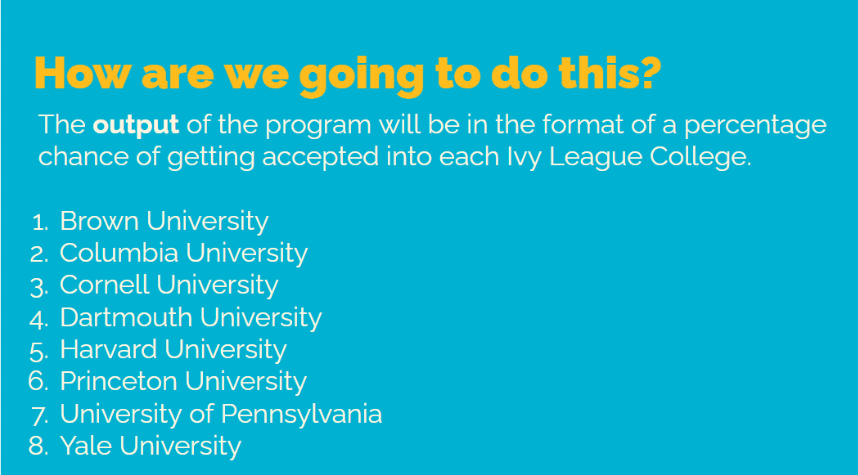 How are we going to do this?
The output of the program will be in the format of a percentage
chance of getting accepted into each Ivy League College.
1. Brown University
2. Columbia University
3. Cornell University
4. Dartmouth University
5. Harvard University
6. Princeton University
7. University of Pennsylvania
8. Yale University